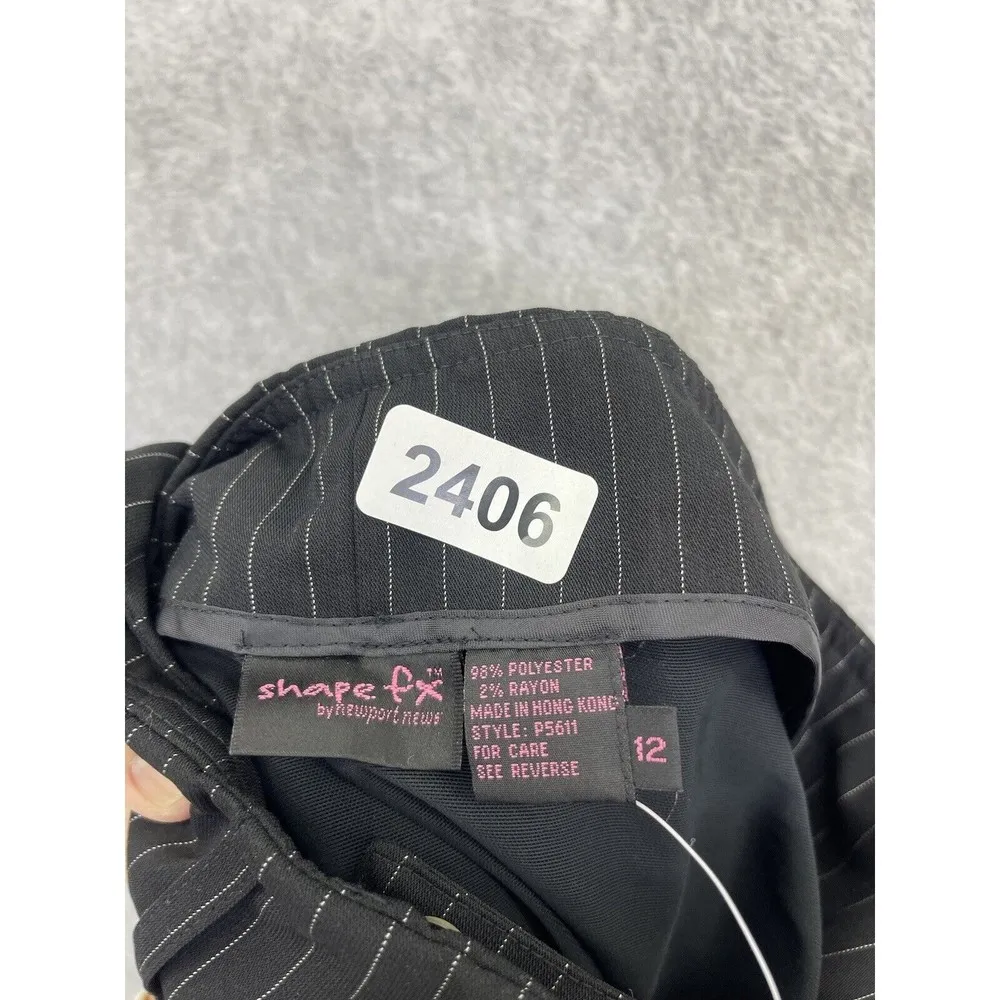 2406
shape fx™
by newport news
98% POLYESTER
2% RAYON
MADE IN HONG KONG
STYLE: P5611
FOR CARE
SEE REVERSE
12